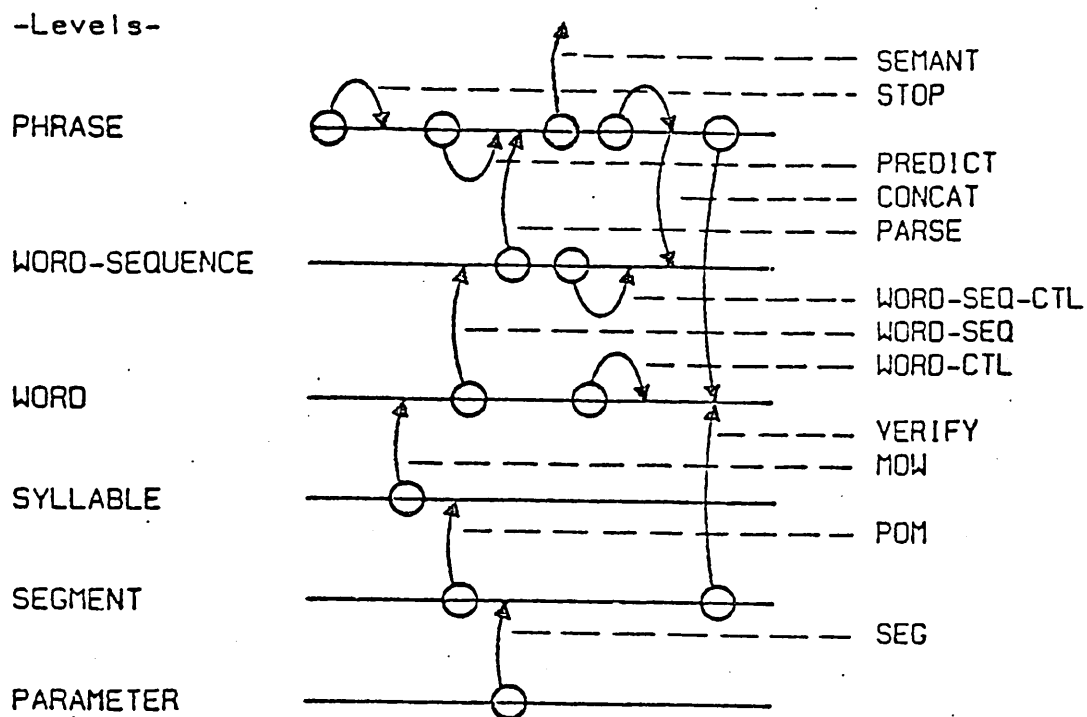 -Levels-
SEMANT
STOP
PHRASE
PREDICT
CONCAT
PARSE
WORD-SEQUENCE
WORD-SEQ-CTL
WORD-SEQ
WORD-CTL
WORD
VERIFY
MOW
SYLLABLE
POM
SEGMENT
SEG
PARAMETER